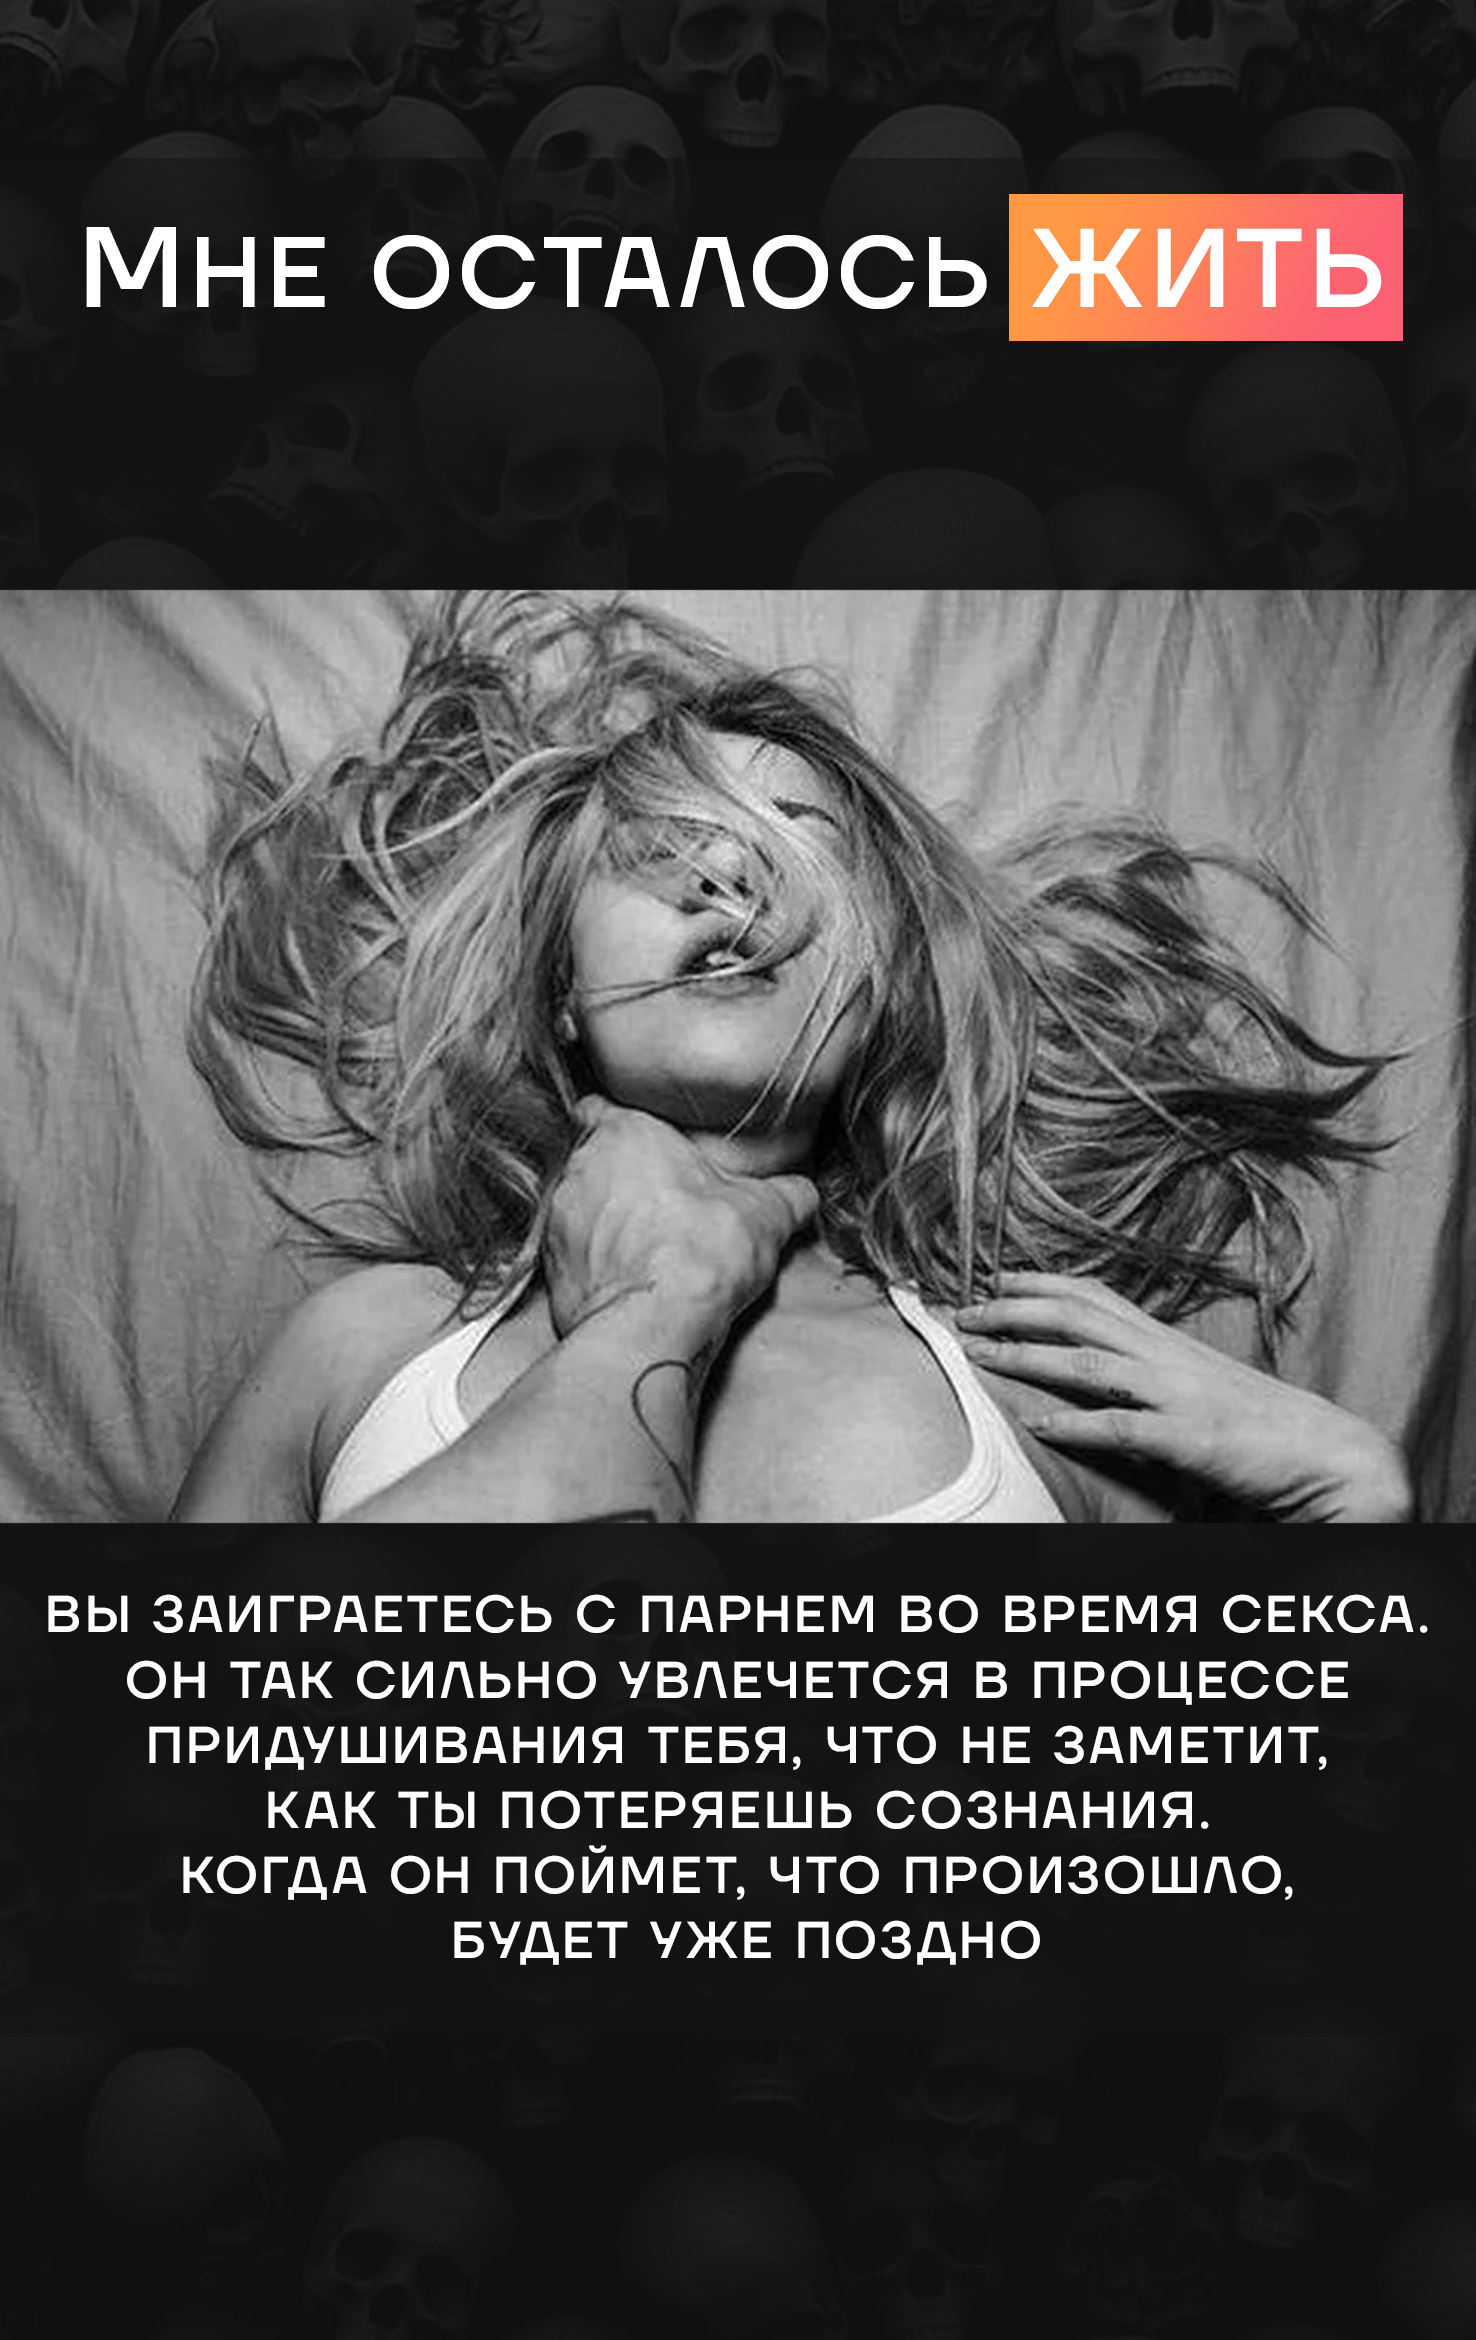 Мне осталось жить
ВЫ ЗАИГРАЕТЕСЬ С ПАРНЕМ ВО ВРЕМЯ СЕКСА.
ОН ТАК СИЛЬНО УВЛЕЧЕТСЯ В ПРОЦЕССЕ
ПРИДУШИВАНИЯ ТЕБЯ, ЧТО НЕ ЗАМЕТИТ,
КАК ТЫ ПОТЕРЯЕШЬ СОЗНАНИЯ.
КОГДА ОН ПОЙМЕТ, ЧТО ПРОИЗОШЛО,
БУДЕТ УЖЕ ПОЗДНО